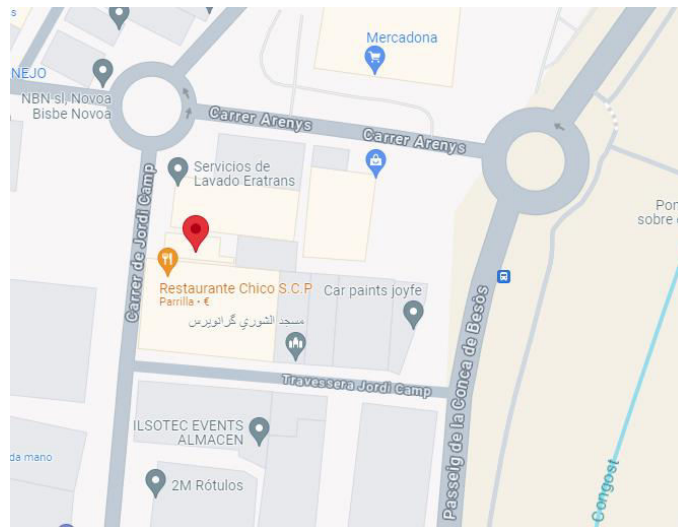 Mercadona
NEJO
NBN sl, Novoa
Bisbe Novoa
Carrer Arenys
Carrer Arenys
Servicios de
Lavado Eratrans
Carrer de Jordi Camp
Restaurante Chico S.C.P
Parrilla • €
Car paints joyfe
مسجد الشوري گرانویرس
Travessera Jordi Camp
Passeig de la Conca de Besòs
ILSOTEC EVENTS
ALMACEN
da mano
2M Rótulos
Congost
Pon
sobre